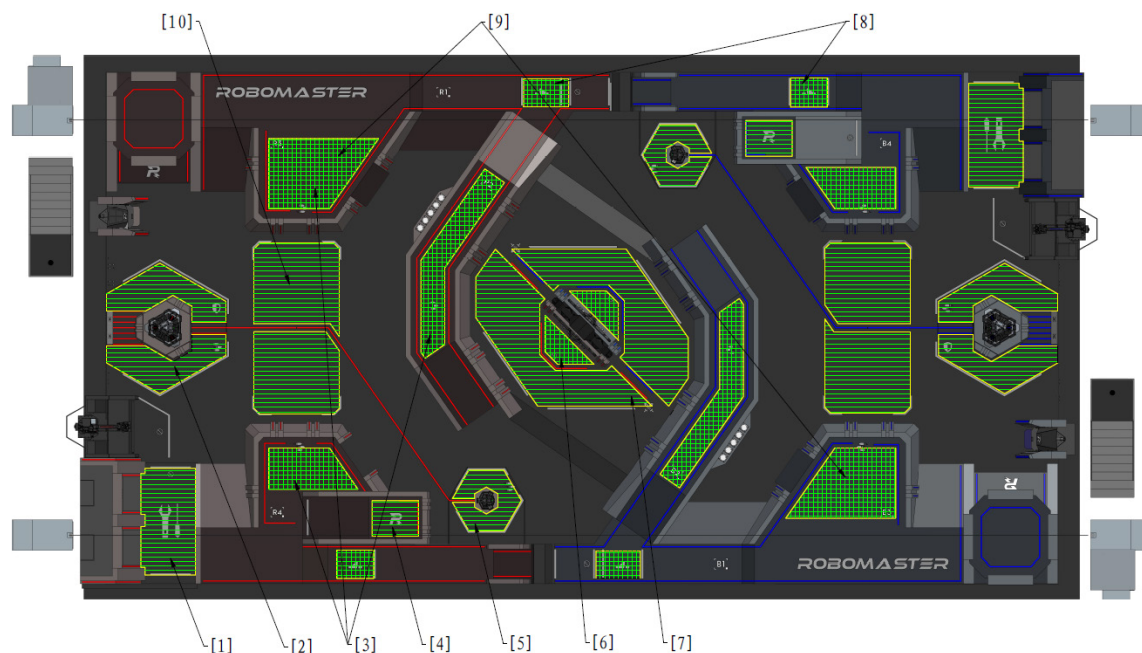 [10]
[9]
[8]
ROBOMASTER
R1
B4
R4
B1
ROBOMASTER
[1]
[2]
[3]
[4]
[5]
[6]
[7]